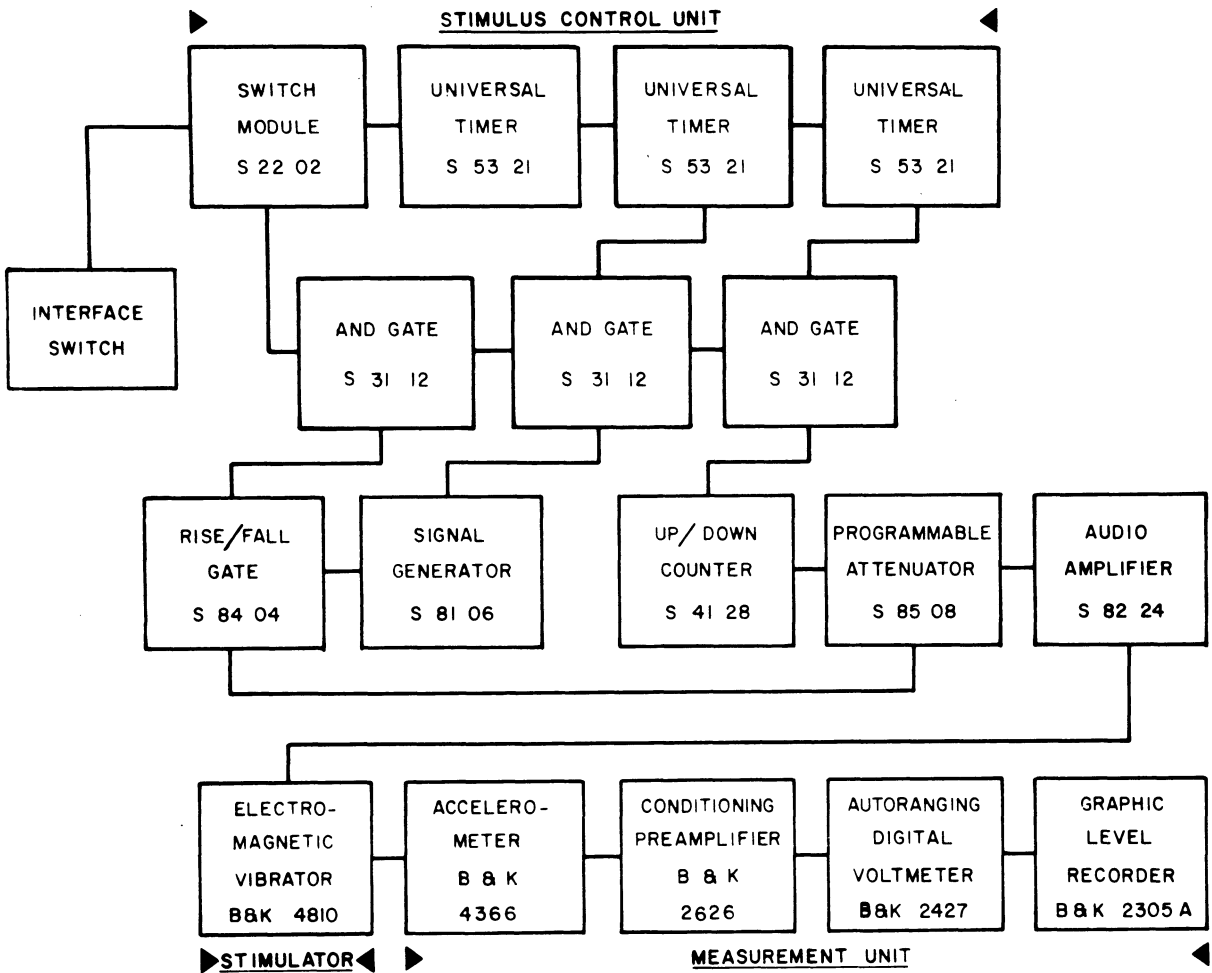 STIMULUS CONTROL UNIT
SWITCH
MODULE
S 22 02
UNIVERSAL
TIMER
S 53 21
UNIVERSAL
TIMER
S 53 21
UNIVERSAL
TIMER
S 53 21
INTERFACE
SWITCH
AND GATE
S 31 12
AND GATE
S 31 12
AND GATE
S 31 12
RISE/FALL
GATE
S 84 04
SIGNAL
GENERATOR
S 81 06
UP/DOWN
COUNTER
S 41 28
PROGRAMMABLE
ATTENUATOR
S 85 08
AUDIO
AMPLIFIER
S 82 24
ELECTRO-
MAGNETIC
VIBRATOR
B&K 4810
ACCELERO-
METER
B & K
4366
CONDITIONING
PREAMPLIFIER
B & K
2626
AUTORANGING
DIGITAL
VOLTMETER
B&K 2427
GRAPHIC
LEVEL
RECORDER
B&K 2305 A
STIMULATOR
MEASUREMENT UNIT